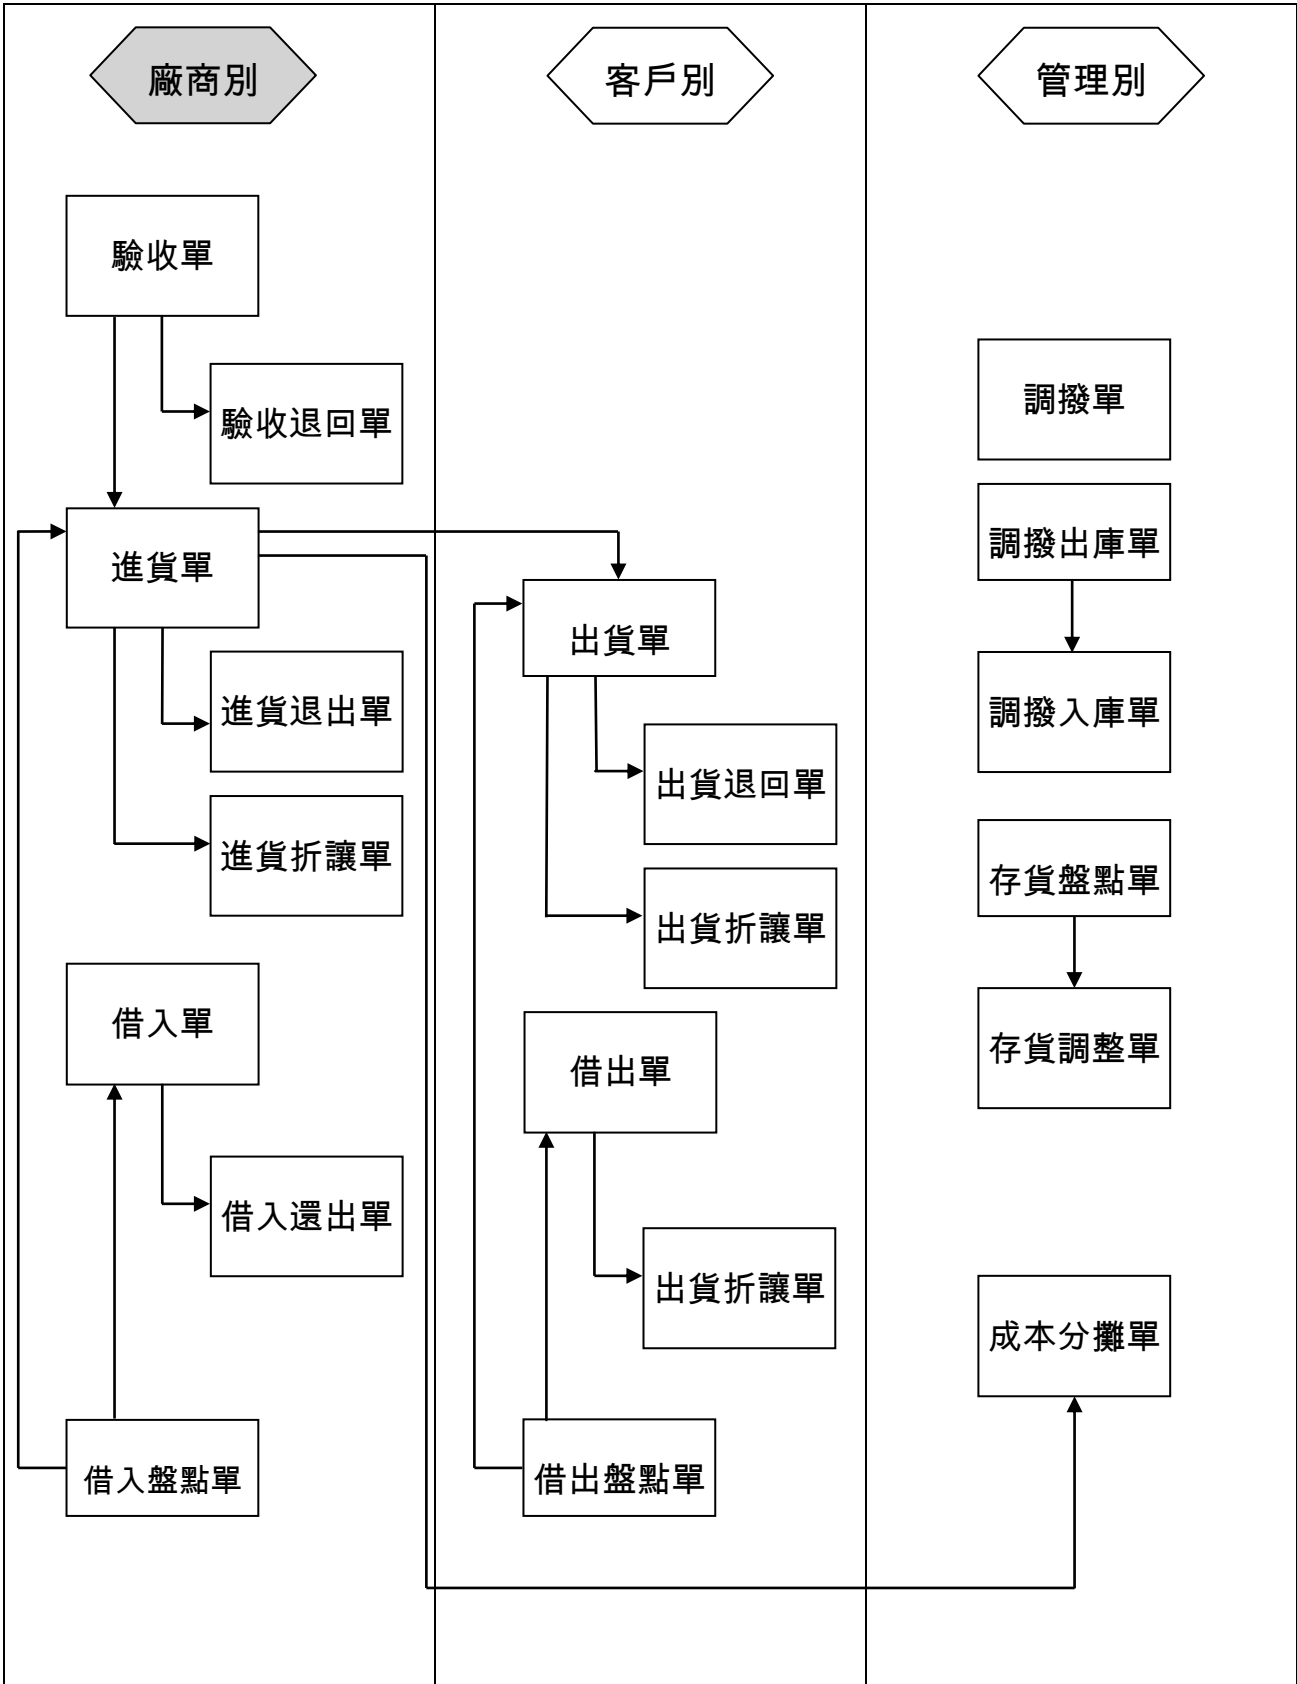 廠商別
客戶別
管理別
驗收單
驗收退回單
進貨單
進貨退出單
進貨折讓單
借入單
借入還出單
借入盤點單
出貨單
出貨退回單
出貨折讓單
借出單
出貨折讓單
借出盤點單
調撥單
調撥出庫單
調撥入庫單
存貨盤點單
存貨調整單
成本分攤單